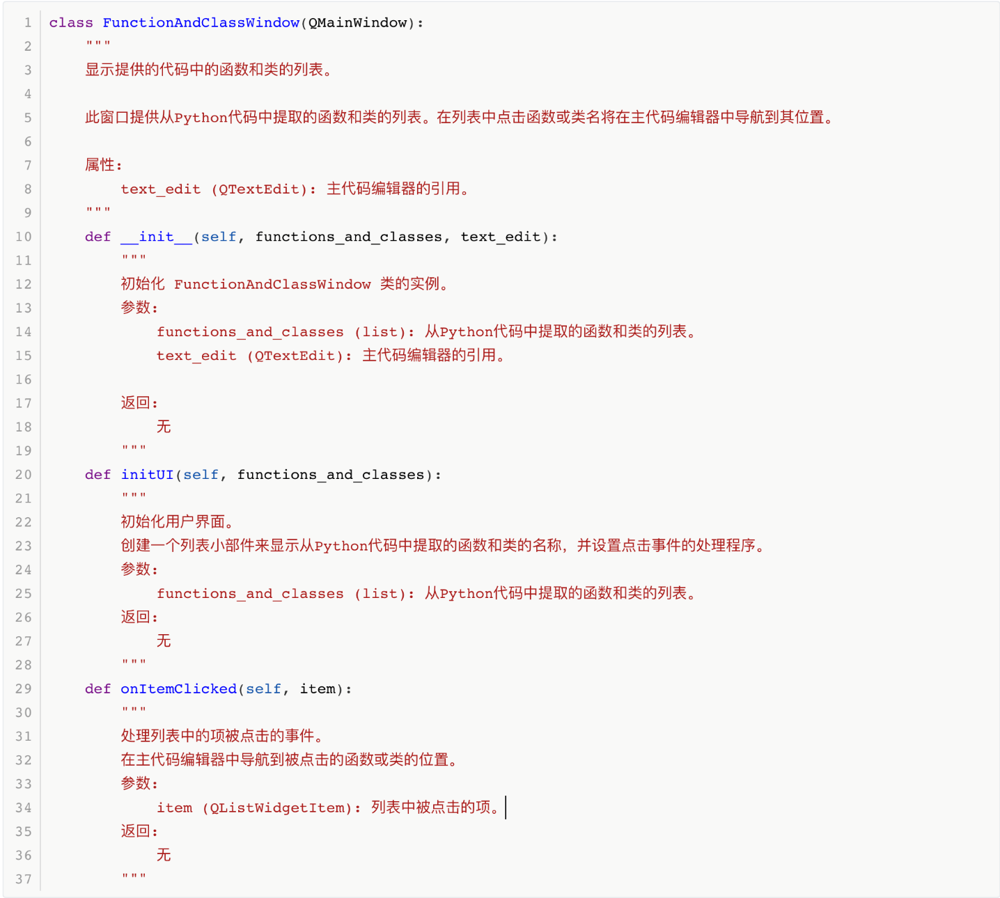 1 class FunctionAndClassWindow(QMainWindow):
2     """
3     显示提供的代码中的函数和类的列表。
4
5     此窗口提供从Python代码中提取的函数和类的列表。在列表中点击函数或类名将在主代码编辑器中导航到其位置。
6
7     属性:
8         text_edit (QTextEdit): 主代码编辑器的引用。
9     """
10     def __init__(self, functions_and_classes, text_edit):
11         """
12         初始化 FunctionAndClassWindow 类的实例。
13         参数:
14             functions_and_classes (list): 从Python代码中提取的函数和类的列表。
15             text_edit (QTextEdit): 主代码编辑器的引用。
16
17         返回:
18             无
19         """
20     def initUI(self, functions_and_classes):
21         """
22         初始化用户界面。
23         创建一个列表小部件来显示从Python代码中提取的函数和类的名称，并设置点击事件的处理程序。
24         参数:
25             functions_and_classes (list): 从Python代码中提取的函数和类的列表。
26         返回:
27             无
28         """
29     def onItemClicked(self, item):
30         """
31         处理列表中的项被点击的事件。
32         在主代码编辑器中导航到被点击的函数或类的位置。
33         参数:
34             item (QListWidgetItem): 列表中被点击的项。
35         返回:
36             无
37         """